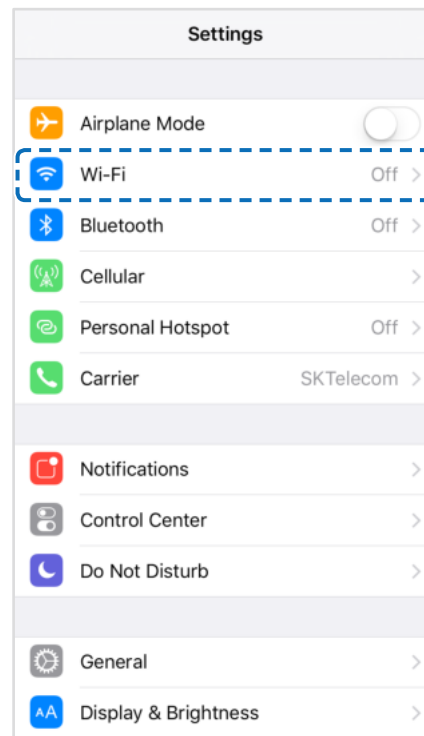 Settings
Airplane Mode
Wi-Fi Off
Bluetooth Off
Cellular
Personal Hotspot Off
Carrier SKTelecom
Notifications
Control Center
Do Not Disturb
General
AA Display & Brightness